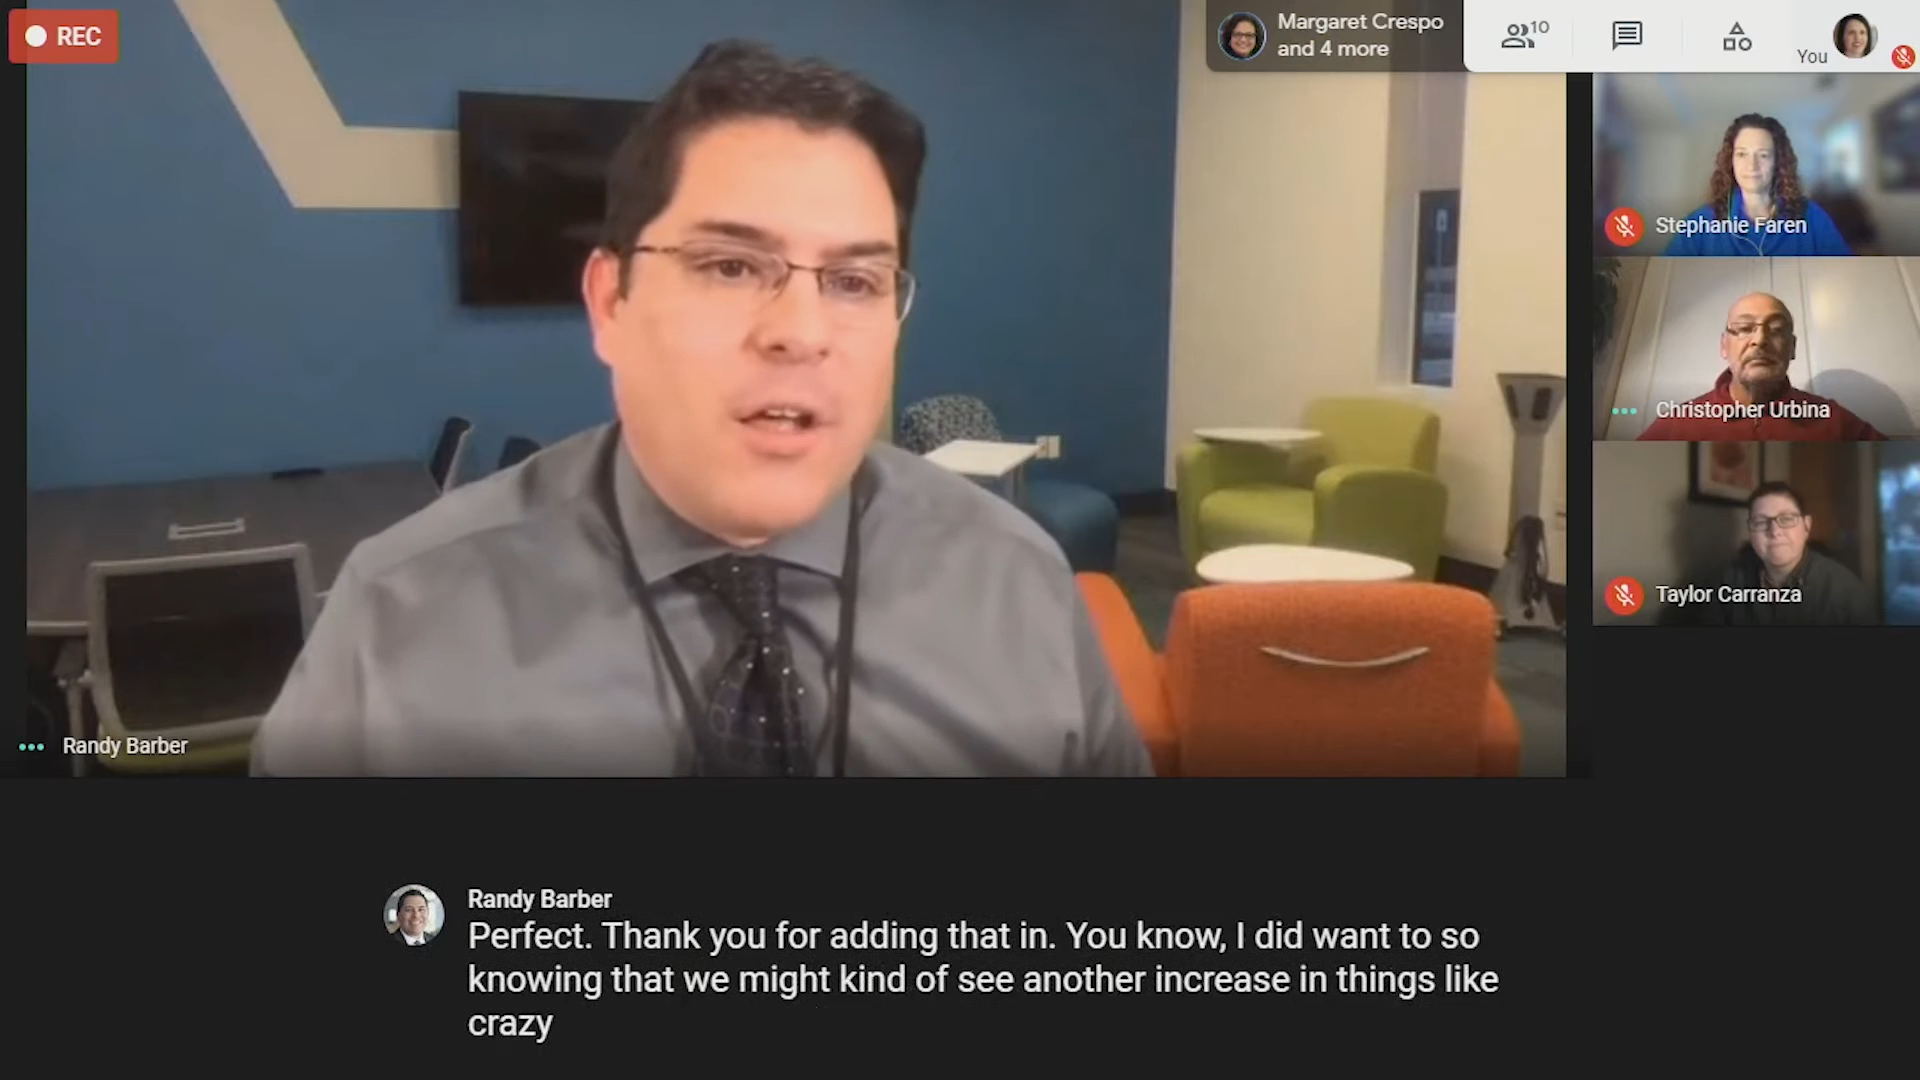 REC
Margaret Crespo
and 4 more
10
You
Stephanie Faren
Christopher Urbina
Taylor Carranza
Randy Barber
Randy Barber
Perfect. Thank you for adding that in. You know, I did want to so
knowing that we might kind of see another increase in things like
crazy